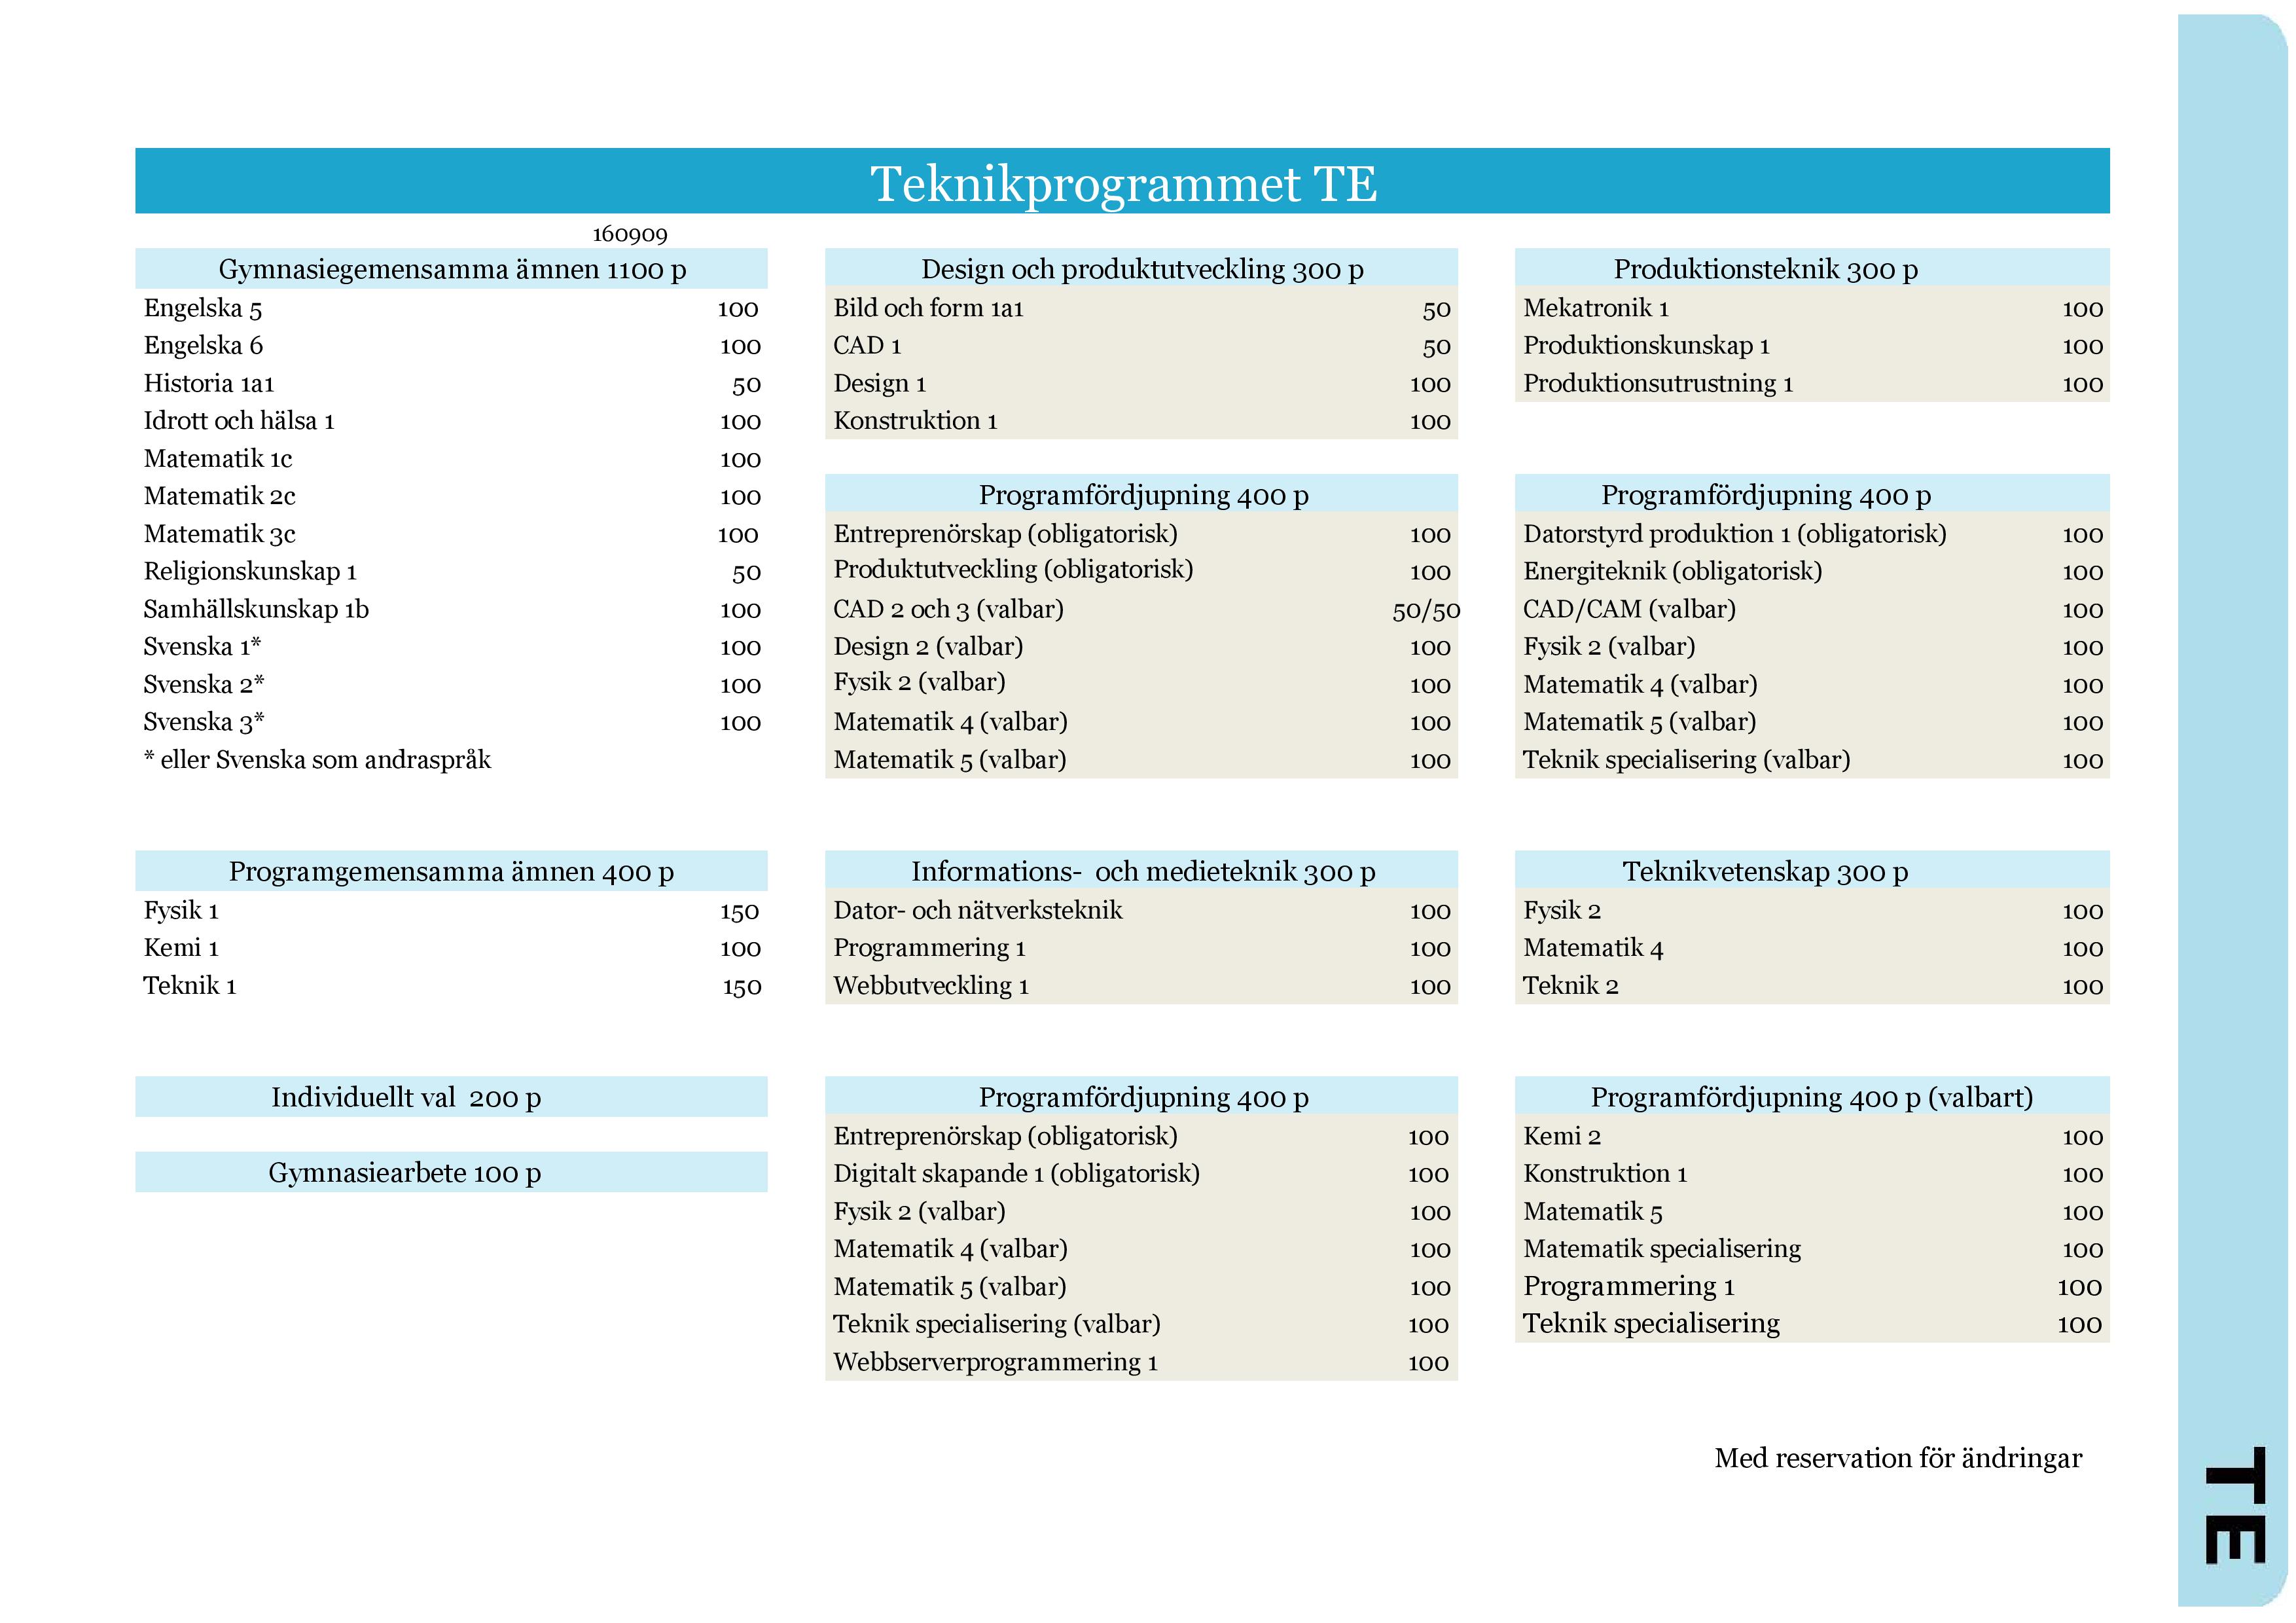 Teknikprogrammet TE
160909
Gymnasiegemensamma ämnen 1100 p
Engelska 5 100
Engelska 6 100
Historia 1a1 50
Idrott och hälsa 1 100
Matematik 1c 100
Matematik 2c 100
Matematik 3c 100
Religionskunskap 1 50
Samhällskunskap 1b 100
Svenska 1* 100
Svenska 2* 100
Svenska 3* 100
* eller Svenska som andraspråk
Programgemensamma ämnen 400 p
Fysik 1 150
Kemi 1 100
Teknik 1 150
Individuellt val 200 p
Gymnasiearbete 100 p
Design och produktutveckling 300 p
Bild och form 1a1 50
CAD 1 50
Design 1 100
Konstruktion 1 100
Programfördjupning 400 p
Entreprenörskap (obligatorisk) 100
Produktutveckling (obligatorisk) 100
CAD 2 och 3 (valbar) 50/50
Design 2 (valbar) 100
Fysik 2 (valbar) 100
Matematik 4 (valbar) 100
Matematik 5 (valbar) 100
Informations- och medieteknik 300 p
Dator- och nätverksteknik 100
Programmering 1 100
Webbutveckling 1 100
Programfördjupning 400 p
Entreprenörskap (obligatorisk) 100
Digitalt skapande 1 (obligatorisk) 100
Fysik 2 (valbar) 100
Matematik 4 (valbar) 100
Matematik 5 (valbar) 100
Teknik specialisering (valbar) 100
Webbserverprogrammering 1 100
Produktionsteknik 300 p
Mekatronik 1 100
Produktionskunskap 1 100
Produktionsutrustning 1 100
Programfördjupning 400 p
Datorstyrd produktion 1 (obligatorisk) 100
Energiteknik (obligatorisk) 100
CAD/CAM (valbar) 100
Fysik 2 (valbar) 100
Matematik 4 (valbar) 100
Matematik 5 (valbar) 100
Teknik specialisering (valbar) 100
Teknikvetenskap 300 p
Fysik 2 100
Matematik 4 100
Teknik 2 100
Programfördjupning 400 p (valbart)
Kemi 2 100
Konstruktion 1 100
Matematik 5 100
Matematik specialisering 100
Programmering 1 100
Teknik specialisering 100
Med reservation för ändringar
TE